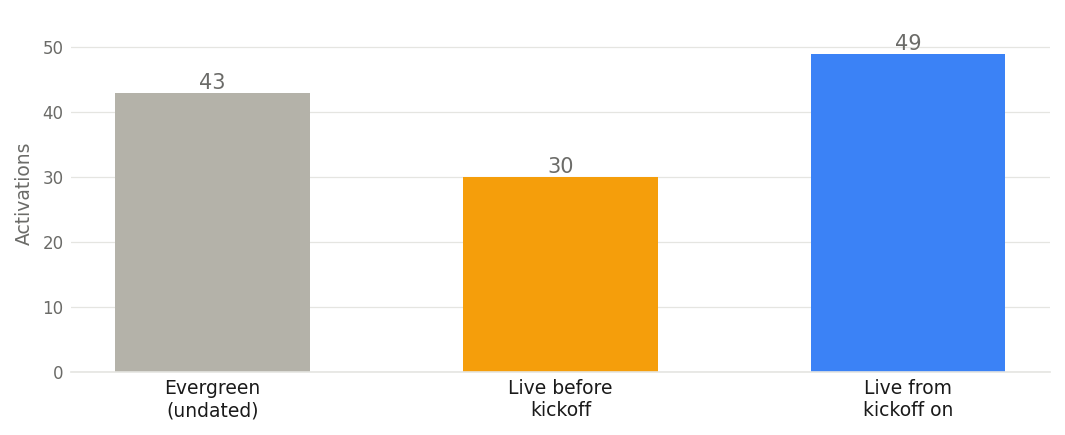 Activations
50
40
30
20
10
0
43
30
49
Evergreen
(undated)
Live before
kickoff
Live from
kickoff on